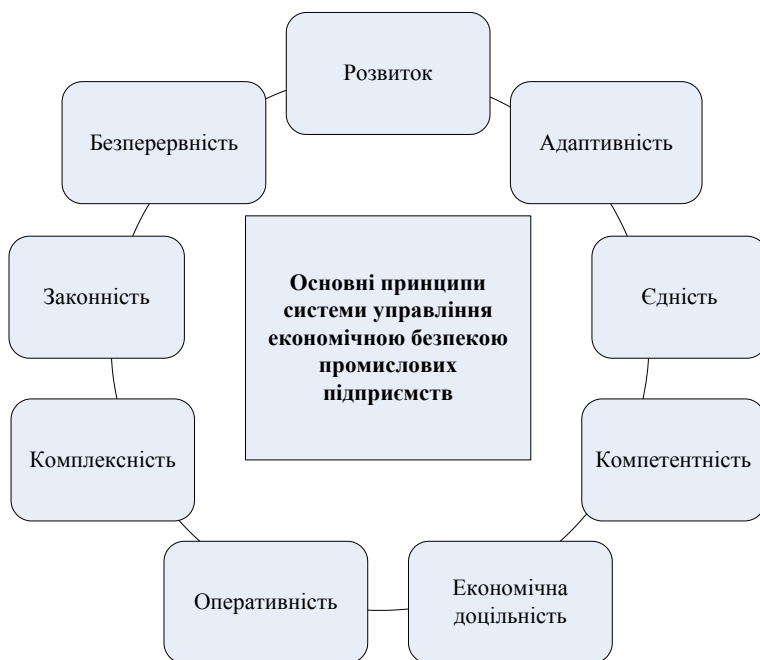 Розвиток
Безперервність
Адаптивність
Основні принципи
системи управління
економічною безпекою
промислових
підприємств
Законність
Єдність
Комплексність
Компетентність
Оперативність
Економічна
доцільність